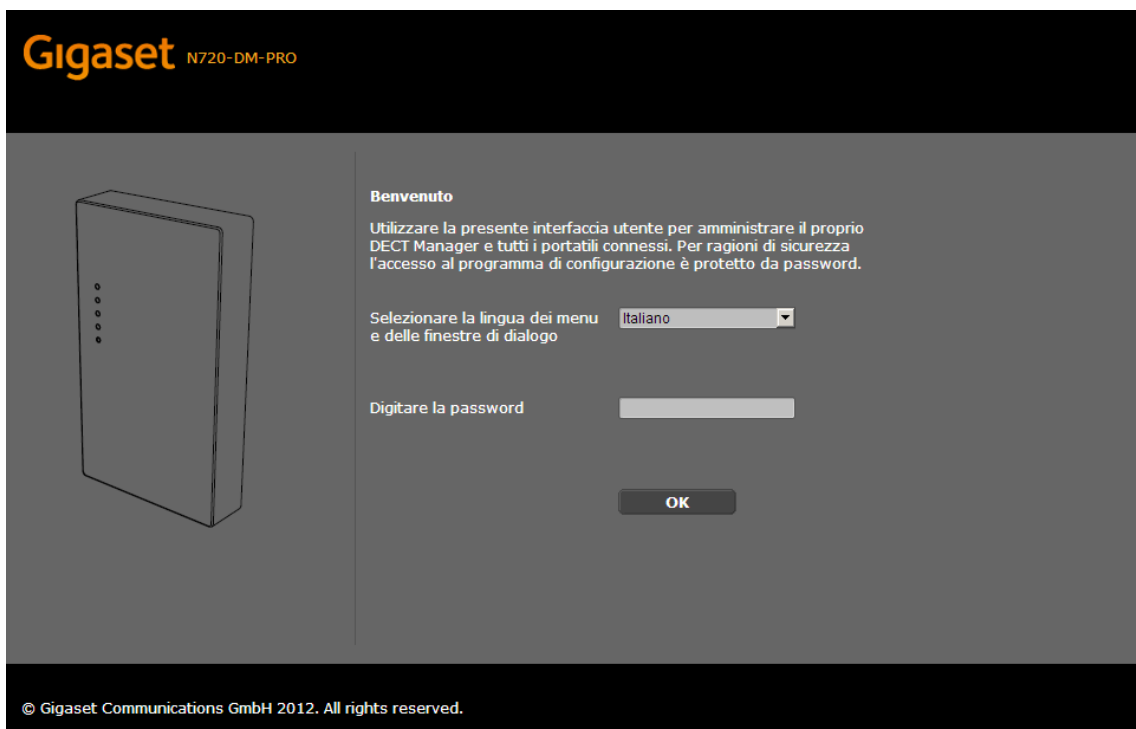 Gigaset N720-DM-PRO
Benvenuto
Utilizzare la presente interfaccia utente per amministrare il proprio
DECT Manager e tutti i portatili connessi. Per ragioni di sicurezza
l'accesso al programma di configurazione è protetto da password.
Selezionare la lingua dei menu
e delle finestre di dialogo
Italiano
Digitare la password
OK
© Gigaset Communications GmbH 2012. All rights reserved.